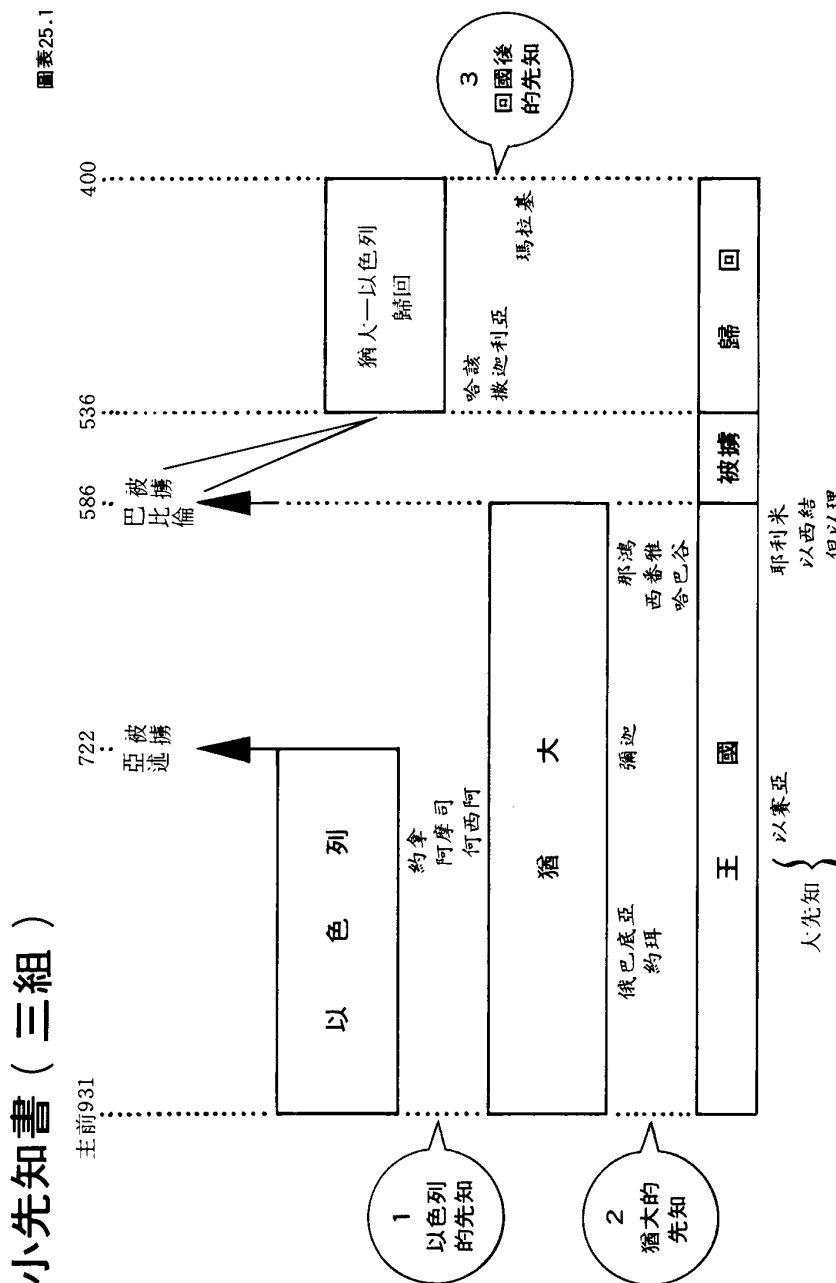 小先知書（三組）
圖表25.1
主前931
722
586
536
400
亞述
被擄
巴比倫
被擄
以色列
猶大—以色列
歸回
1
以色列
的先知
約拿
阿摩司
何西阿
哈該
撒迦利亞
瑪拉基
3
回國後
的先知
猶大
2
猶大的
先知
俄巴底亞
約珥
彌迦
那鴻
西番雅
哈巴谷
王國
被擄
歸回
大先知
以賽亞
耶利米
以西結
但以理